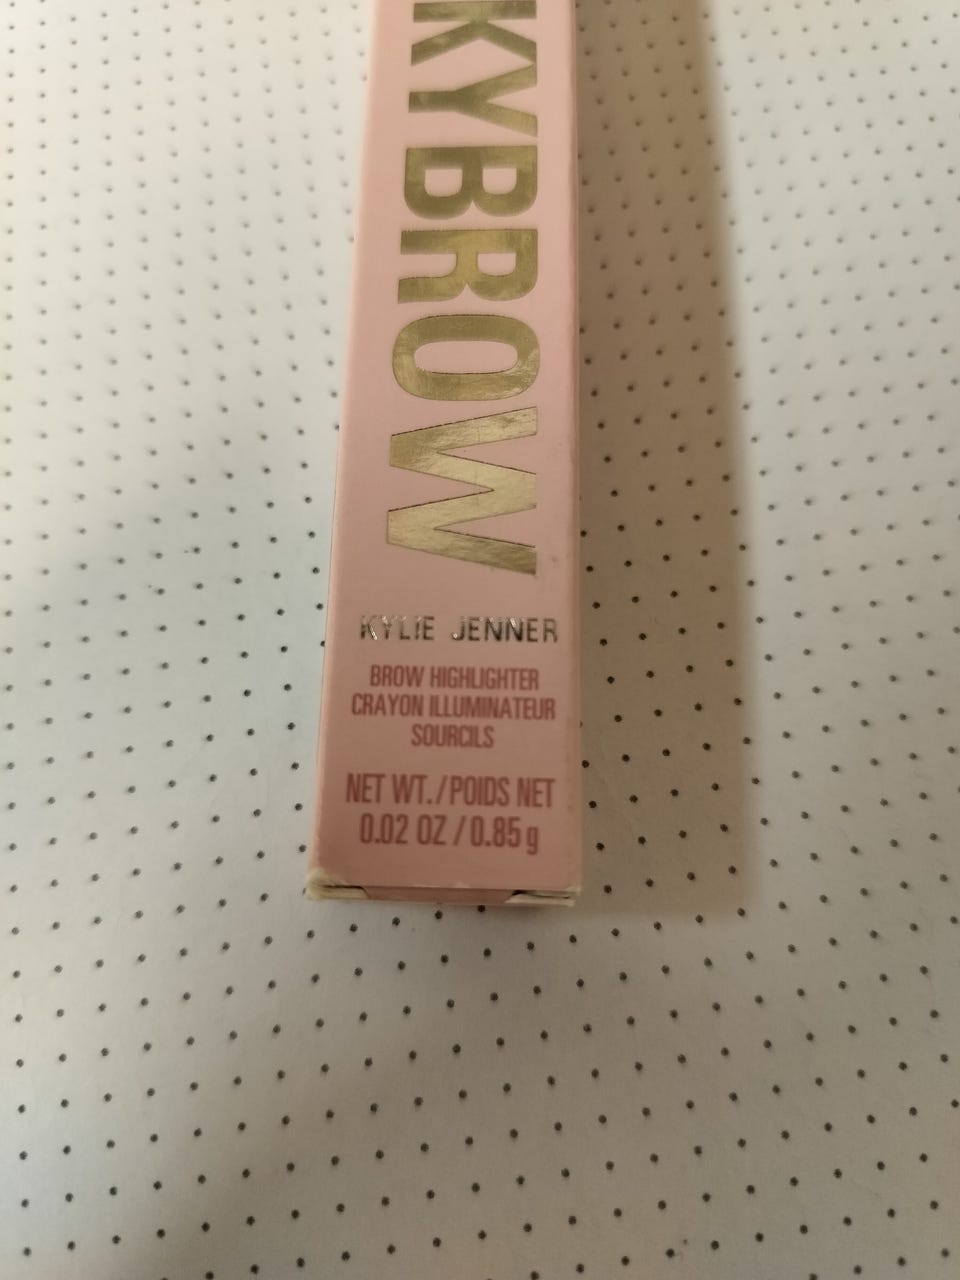 KYBROW
KYLIE JENNER
BROW HIGHLIGHTER
CRAYON ILLUMINATEUR
SOURCILS
NET WT./POIDS NET
0.02 OZ / 0.85 g